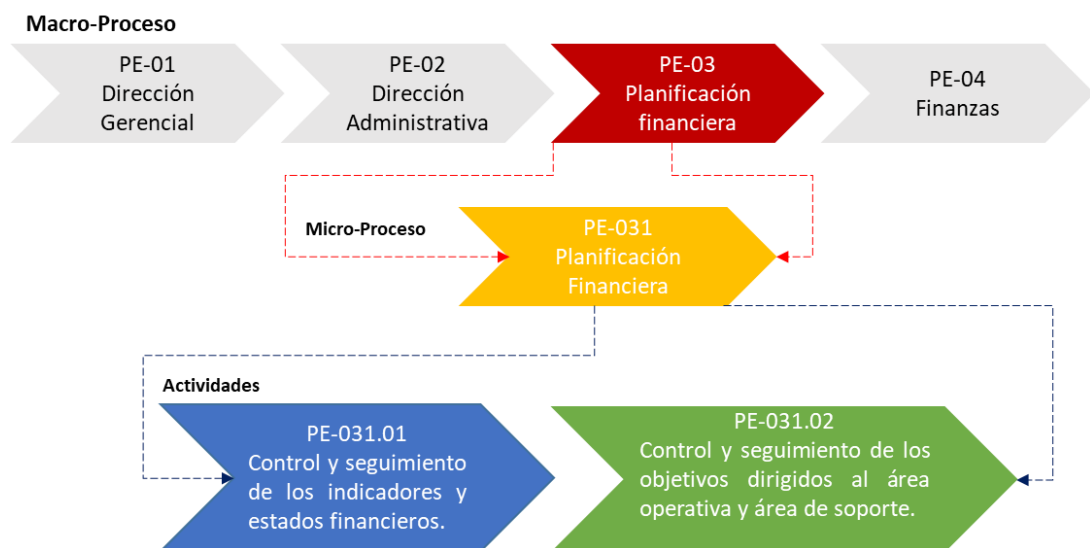 Macro-Proceso
PE-01
Dirección
Gerencial
PE-02
Dirección
Administrativa
PE-03
Planificación
financiera
PE-04
Finanzas
Micro-Proceso
PE-031
Planificación
Financiera
Actividades
PE-031.01
Control y seguimiento
de los indicadores y
estados financieros.
PE-031.02
Control y seguimiento de los
objetivos dirigidos al área
operativa y área de soporte.